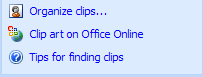 Organize clips...
Clip art on Office Online
Tips for finding clips